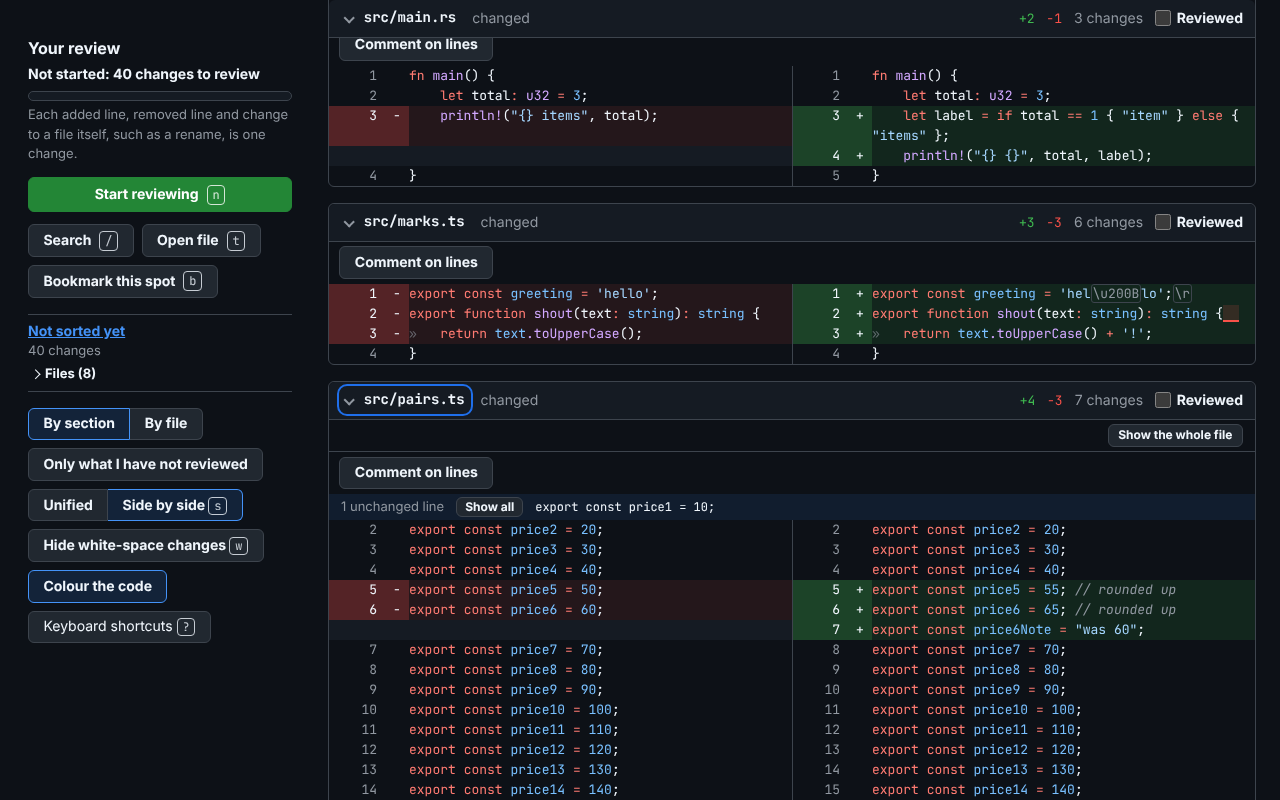 Your review
Not started: 40 changes to review
Each added line, removed line and change
to a file itself, such as a rename, is one
change.
Start reviewing n
Search / Open file t
Bookmark this spot b
Not sorted yet
40 changes
Files (8)
By section By file
Only what I have not reviewed
Unified Side by side s
Hide white-space changes w
Colour the code
Keyboard shortcuts ?
src/main.rs changed +2 -1 3 changes Reviewed
Comment on lines
1 fn main() { 1 fn main() {
2 let total: u32 = 3; 2 let total: u32 = 3;
3 - println!("{} items", total); 3 + let label = if total == 1 { "item" } else {
"items" };
4 + println!("{} {}", total, label);
4 } 5 }
src/marks.ts changed +3 -3 6 changes Reviewed
Comment on lines
1 - export const greeting = 'hello'; 1 + export const greeting = 'hel\u200Blo';\r
2 - export function shout(text: string): string { 2 + export function shout(text: string): string {
3 - » return text.toUpperCase(); 3 + » return text.toUpperCase() + '!';
4 } 4 }
src/pairs.ts changed +4 -3 7 changes Reviewed
Show the whole file
Comment on lines
1 unchanged line Show all export const price1 = 10;
2 export const price2 = 20; 2 export const price2 = 20;
3 export const price3 = 30; 3 export const price3 = 30;
4 export const price4 = 40; 4 export const price4 = 40;
5 - export const price5 = 50; 5 + export const price5 = 55; // rounded up
6 - export const price6 = 60; 6 + export const price6 = 65; // rounded up
7 + export const price6Note = "was 60";
7 export const price7 = 70; 8 export const price7 = 70;
8 export const price8 = 80; 9 export const price8 = 80;
9 export const price9 = 90; 10 export const price9 = 90;
10 export const price10 = 100; 11 export const price10 = 100;
11 export const price11 = 110; 12 export const price11 = 110;
12 export const price12 = 120; 13 export const price12 = 120;
13 export const price13 = 130; 14 export const price13 = 130;
14 export const price14 = 140; 15 export const price14 = 140;